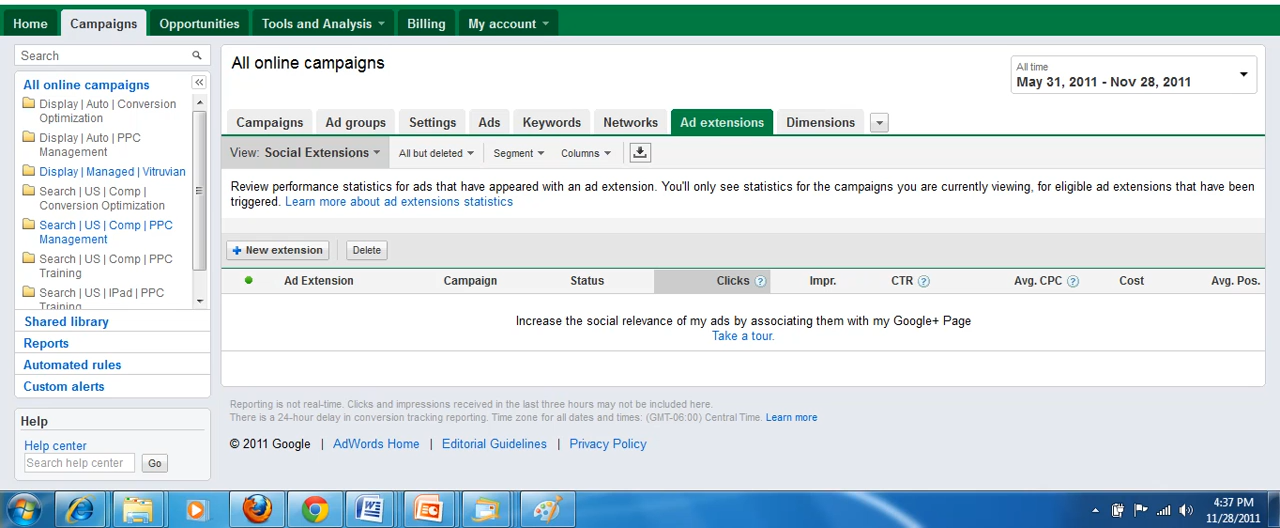 Home Campaigns Opportunities Tools and Analysis Billing My account
Search
All online campaigns
Display | Auto | Conversion
Optimization
Display | Auto | PPC
Management
Display | Managed | Vitruvian
Search | US | Comp |
Conversion Optimization
Search | US | Comp | PPC
Management
Search | US | Comp | PPC
Training
Search | US | IPad | PPC
Training
Shared library
Reports
Automated rules
Custom alerts
Help
Help center
Search help center Go
All online campaigns
All time
May 31, 2011 - Nov 28, 2011
Campaigns Ad groups Settings Ads Keywords Networks Ad extensions Dimensions
View: Social Extensions All but deleted Segment Columns
Review performance statistics for ads that have appeared with an ad extension. You'll only see statistics for the campaigns you are currently viewing, for eligible ad extensions that have been
triggered. Learn more about ad extensions statistics
+ New extension Delete
Ad Extension Campaign Status Clicks ? Impr. CTR ? Avg. CPC ? Cost Avg. Pos.
Increase the social relevance of my ads by associating them with my Google+ Page
Take a tour.
Reporting is not real-time. Clicks and impressions received in the last three hours may not be included here.
There is a 24-hour delay in conversion tracking reporting. Time zone for all dates and times: (GMT-06:00) Central Time. Learn more
© 2011 Google | AdWords Home | Editorial Guidelines | Privacy Policy
4:37 PM
11/28/2011